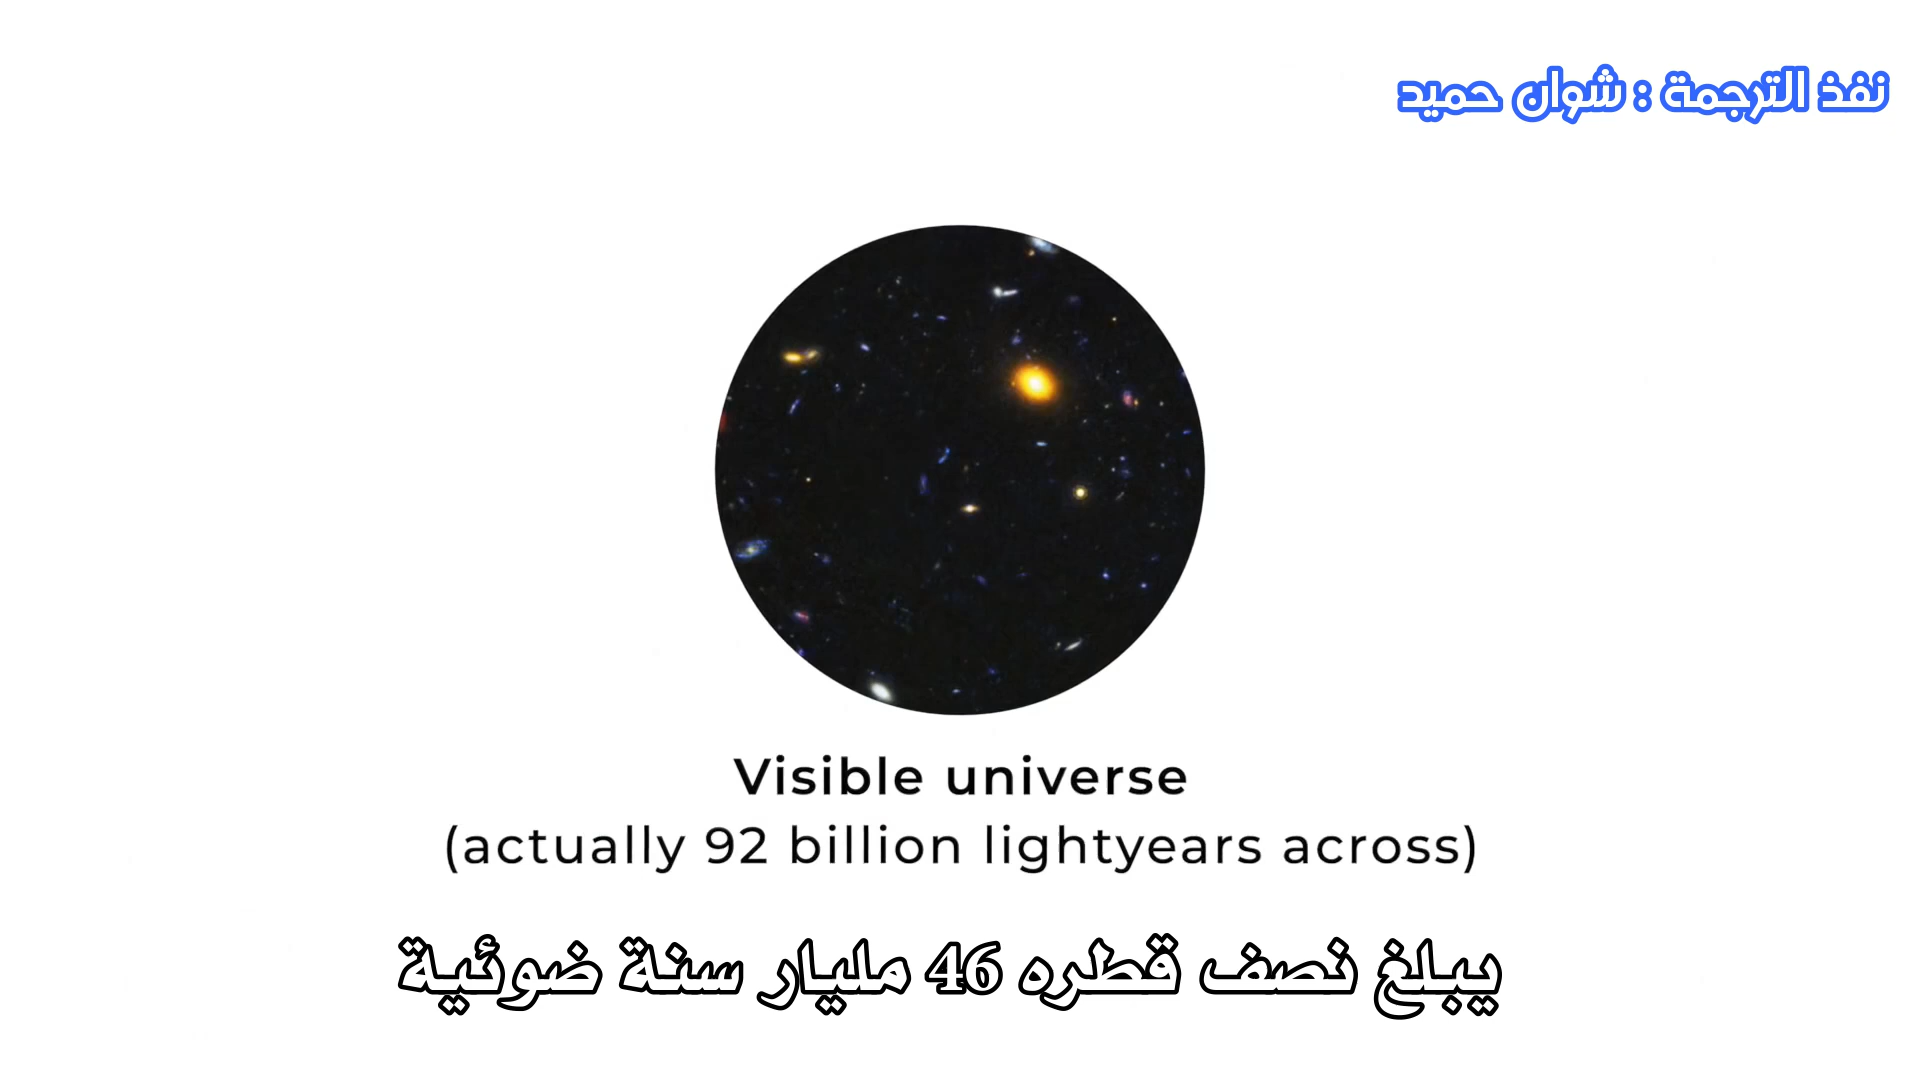 نفذ الترجمة : شوان حميد
Visible universe
(actually 92 billion lightyears across)
يبلغ نصف قطره 46 مليار سنة ضوئية